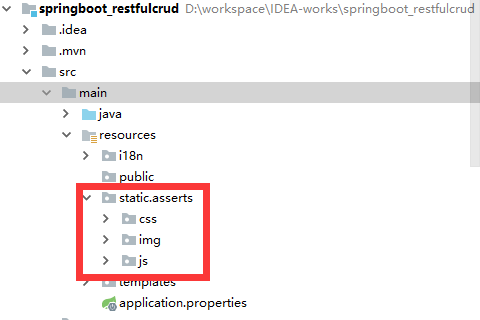 springboot_restfulcrud D:\workspace\IDEA-works\springboot_restfulcrud
.idea
.mvn
src
main
java
resources
i18n
public
static.asserts
css
img
js
templates
application.properties